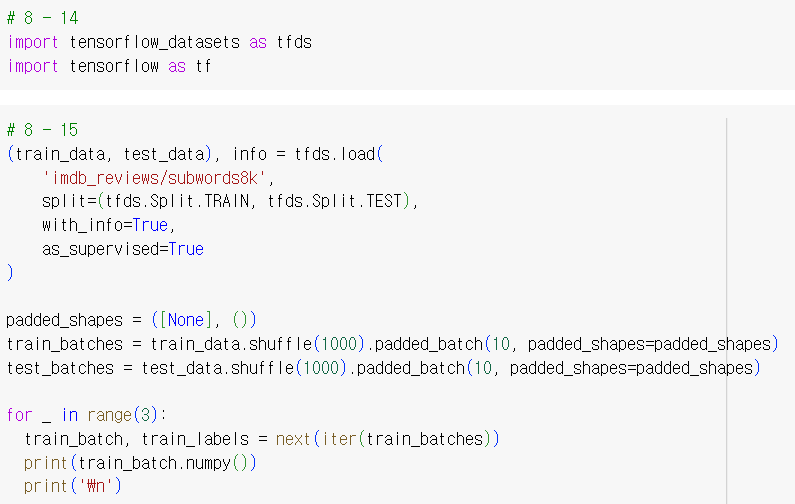 # 8 - 14
import tensorflow_datasets as tfds
import tensorflow as tf
# 8 - 15
(train_data, test_data), info = tfds.load(
    'imdb_reviews/subwords8k',
    split=(tfds.Split.TRAIN, tfds.Split.TEST),
    with_info=True,
    as_supervised=True
)
padded_shapes = ([None], ())
train_batches = train_data.shuffle(1000).padded_batch(10, padded_shapes=padded_shapes)
test_batches = test_data.shuffle(1000).padded_batch(10, padded_shapes=padded_shapes)
for _ in range(3):
  train_batch, train_labels = next(iter(train_batches))
  print(train_batch.numpy())
  print('₩n')